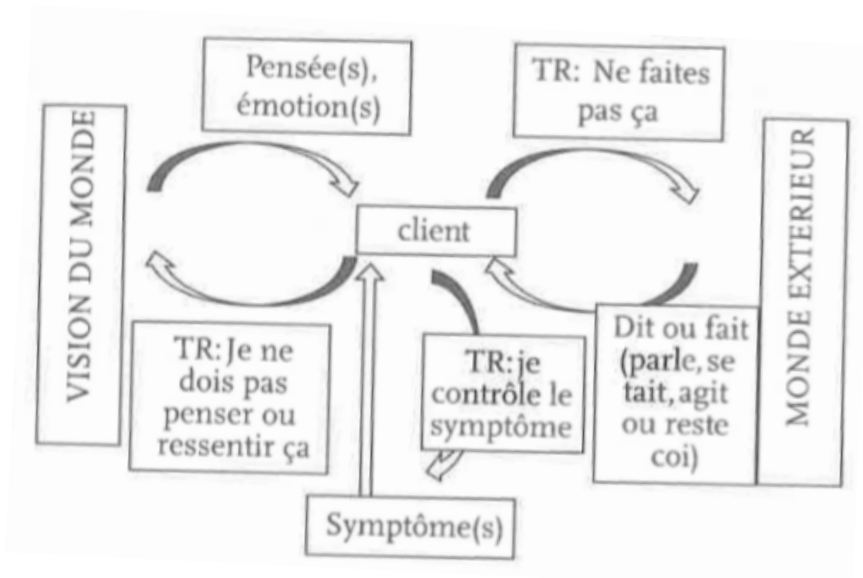 Pensée(s),
émotion(s)
TR: Ne faites
pas ça
VISION DU MONDE
client
MONDE EXTERIEUR
TR: Je ne
dois pas
penser ou
ressentir ça
TR: je
contrôle le
symptôme
Dit ou fait
(parle, se
tait, agit
ou reste
coi)
Symptôme(s)